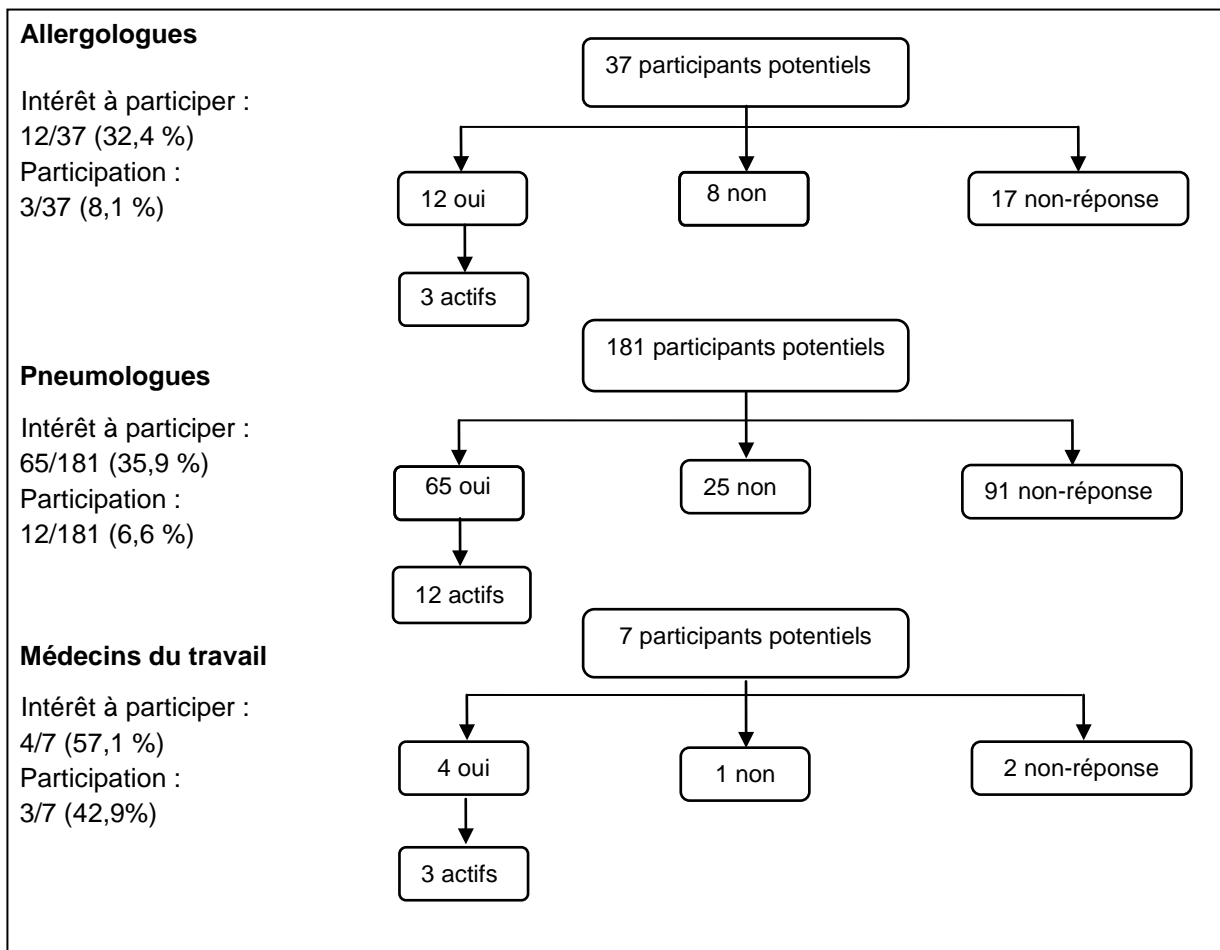 Allergologues
Intérêt à participer :
12/37 (32,4 %)
Participation :
3/37 (8,1 %)
37 participants potentiels
12 oui
8 non
17 non-réponse
3 actifs
Pneumologues
Intérêt à participer :
65/181 (35,9 %)
Participation :
12/181 (6,6 %)
181 participants potentiels
65 oui
25 non
91 non-réponse
12 actifs
Médecins du travail
Intérêt à participer :
4/7 (57,1 %)
Participation :
3/7 (42,9%)
7 participants potentiels
4 oui
1 non
2 non-réponse
3 actifs